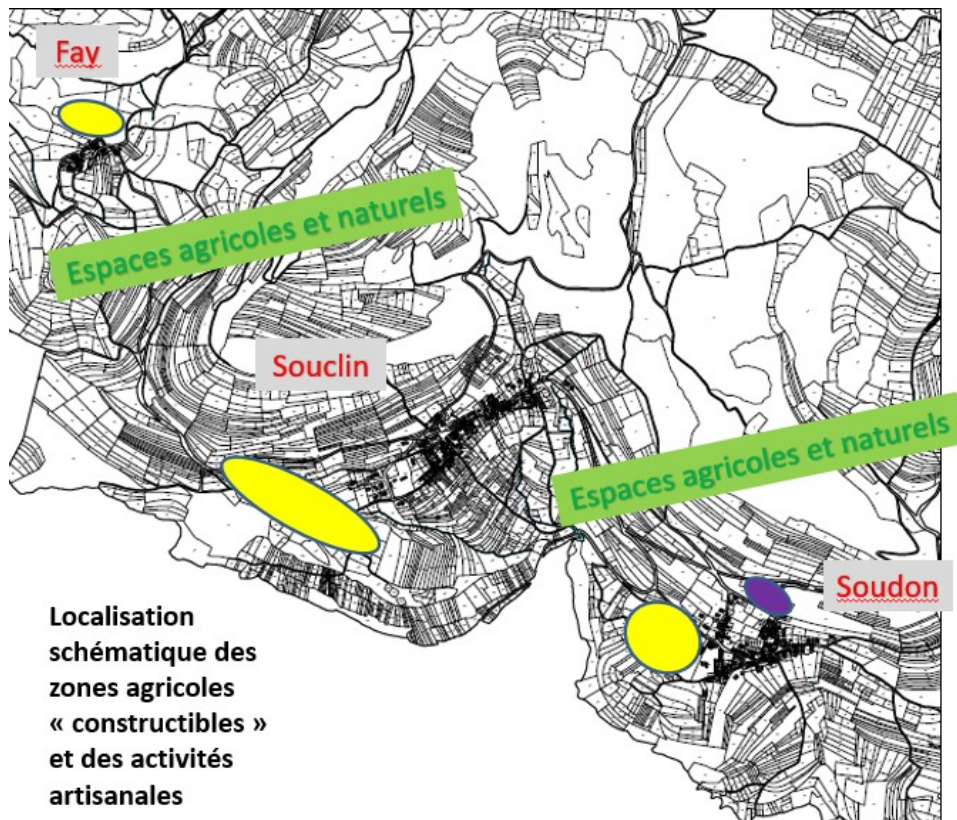 Fay
Espaces agricoles et naturels
Souclin
Espaces agricoles et naturels
Soudon
Localisation
schématique des
zones agricoles
« constructibles »
et des activités
artisanales